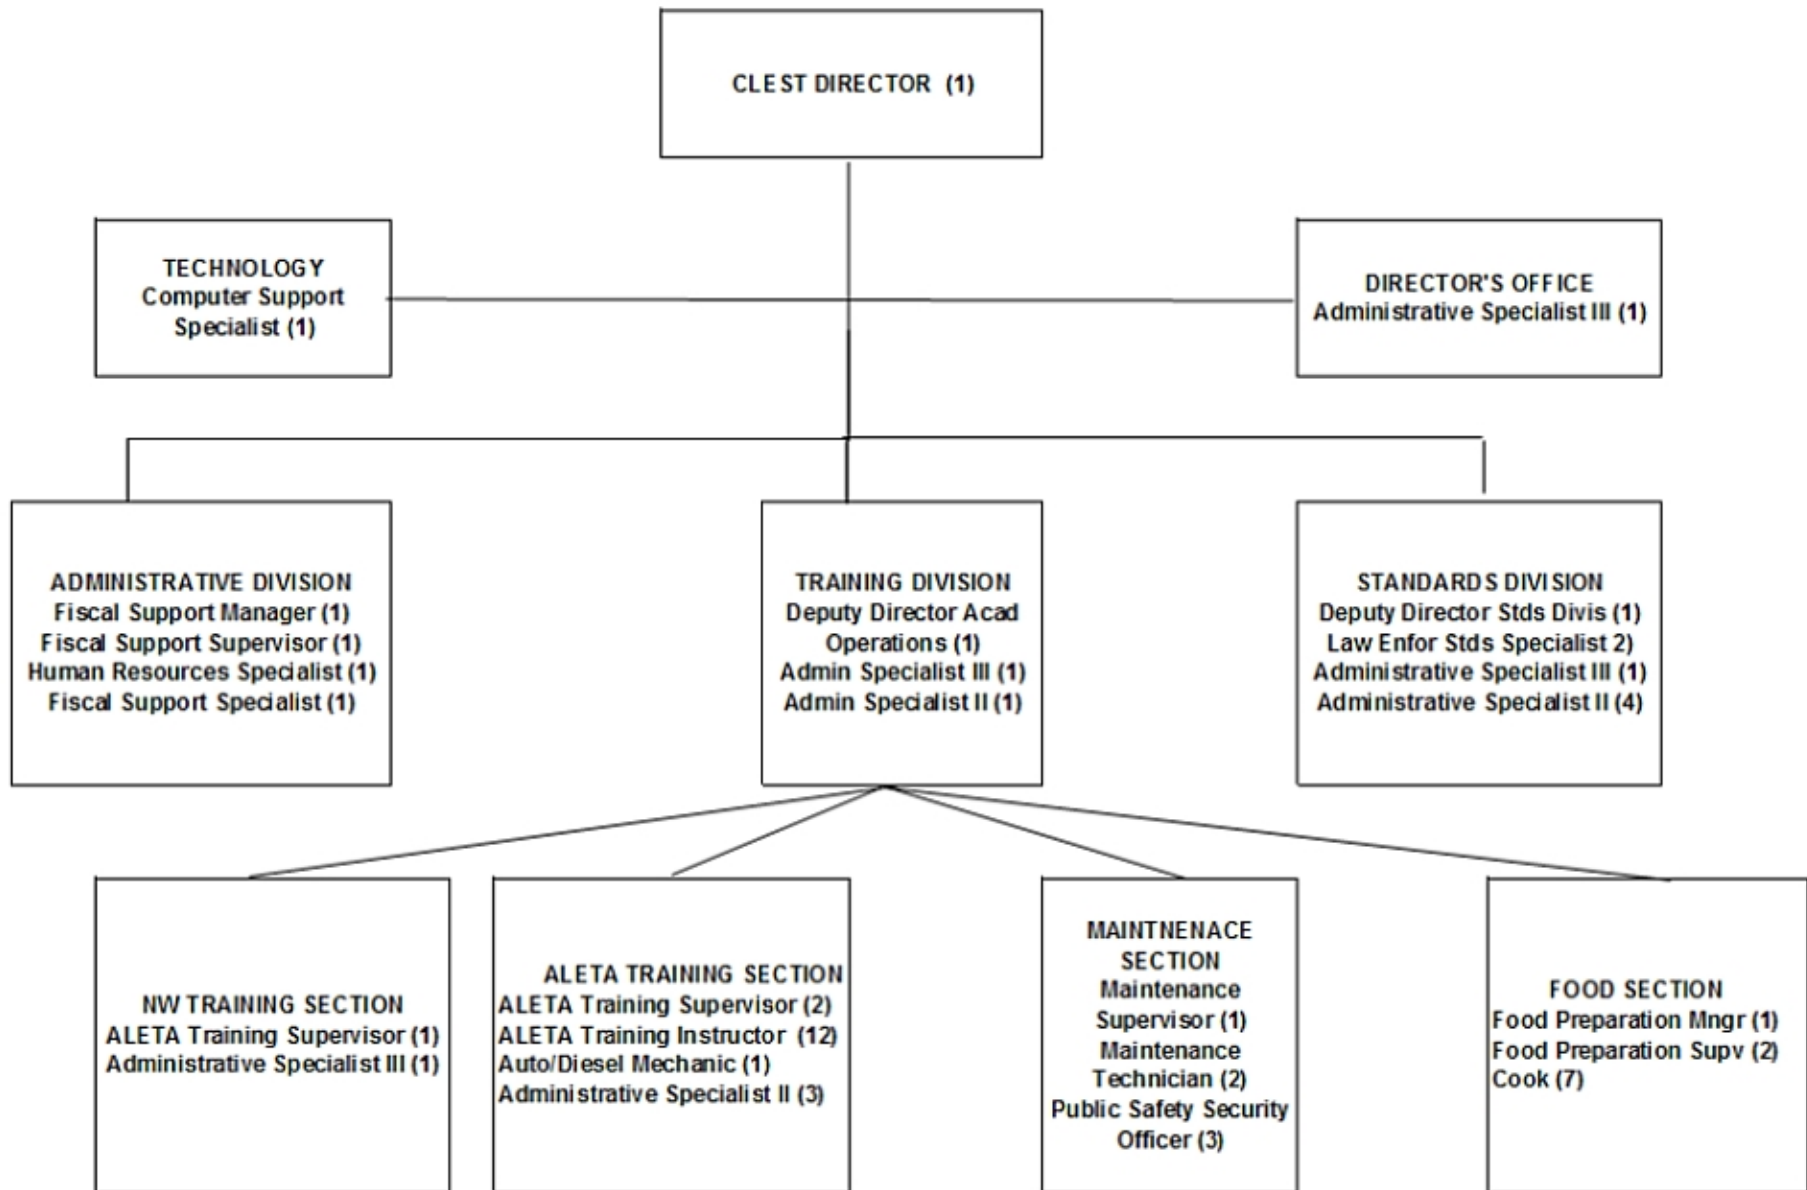 CLEST DIRECTOR (1)
TECHNOLOGY
Computer Support
Specialist (1)
DIRECTOR'S OFFICE
Administrative Specialist III (1)
ADMINISTRATIVE DIVISION
Fiscal Support Manager (1)
Fiscal Support Supervisor (1)
Human Resources Specialist (1)
Fiscal Support Specialist (1)
TRAINING DIVISION
Deputy Director Acad
Operations (1)
Admin Specialist III (1)
Admin Specialist II (1)
STANDARDS DIVISION
Deputy Director Stds Divis (1)
Law Enfor Stds Specialist 2)
Administrative Specialist III (1)
Administrative Specialist II (4)
NW TRAINING SECTION
ALETA Training Supervisor (1)
Administrative Specialist III (1)
ALETA TRAINING SECTION
ALETA Training Supervisor (2)
ALETA Training Instructor (12)
Auto/Diesel Mechanic (1)
Administrative Specialist II (3)
MAINTNENACE
SECTION
Maintenance
Supervisor (1)
Maintenance
Technician (2)
Public Safety Security
Officer (3)
FOOD SECTION
Food Preparation Mngr (1)
Food Preparation Supv (2)
Cook (7)